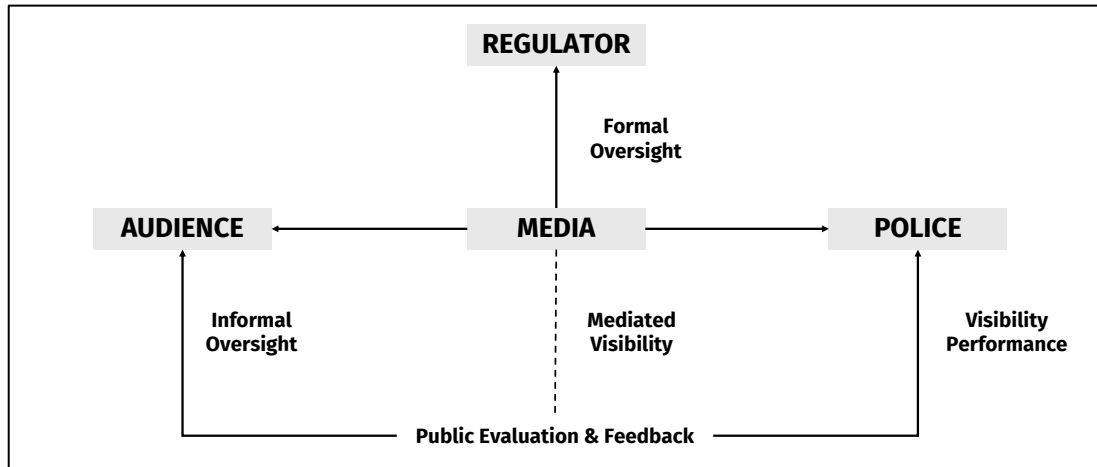 REGULATOR
Formal
Oversight
AUDIENCE
MEDIA
POLICE
Informal
Oversight
Mediated
Visibility
Visibility
Performance
Public Evaluation & Feedback